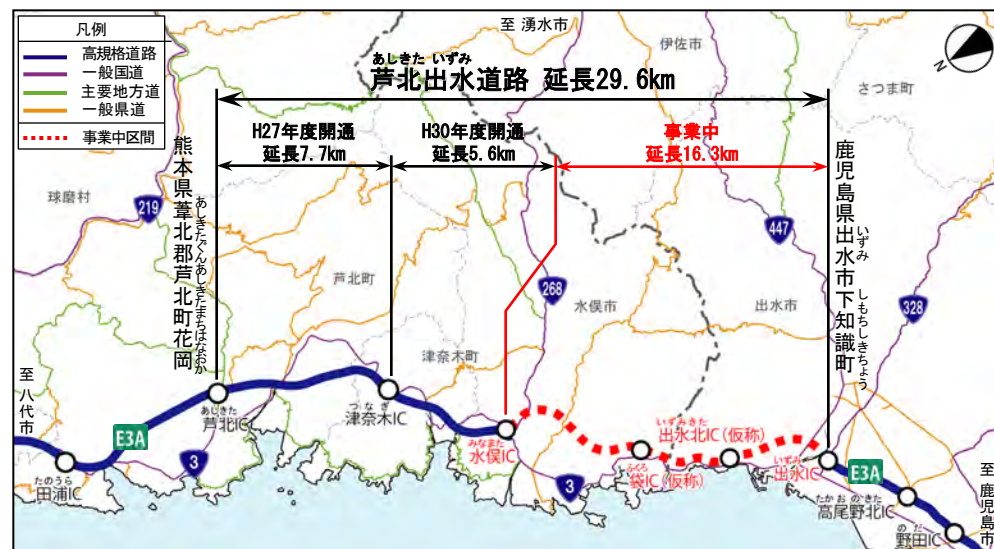 凡例
高規格道路
一般国道
主要地方道
一般県道
事業中区間
至 湧水市
伊佐市
さつま町
N
あしきた いずみ
芦北出水道路 延長29.6km
H27年度開通
延長7.7km
H30年度開通
延長5.6km
事業中
延長16.3km
熊本県葦北郡芦北町花岡
あしきたぐんあしきたまちはなおか
鹿児島県出水市下知識町
いずみ
しもちしきちょう
球磨村
219
芦北町
津奈木町
268
水俣市
出水市
447
328
至 八代市
E3A
3
たのうら
田浦IC
あしきた
芦北IC
つなぎ
津奈木IC
みなまた
水俣IC
3
ふくろ
袋IC(仮称)
いずみきた
出水北IC(仮称)
いずみ
出水IC
E3A
たかおのきた
高尾野北IC
のだ
野田IC
至 鹿児島市